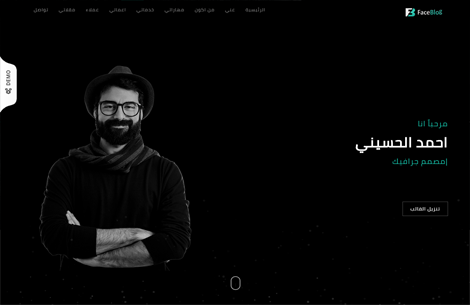 FaceBlog
الرئيسية عني من اكون مهاراتي خدماتي اعمالي عملاء مقالاتي تواصل
DEMO
مرحباً انا
احمد الحسيني
إمصمم جرافيك
تنزيل القالب